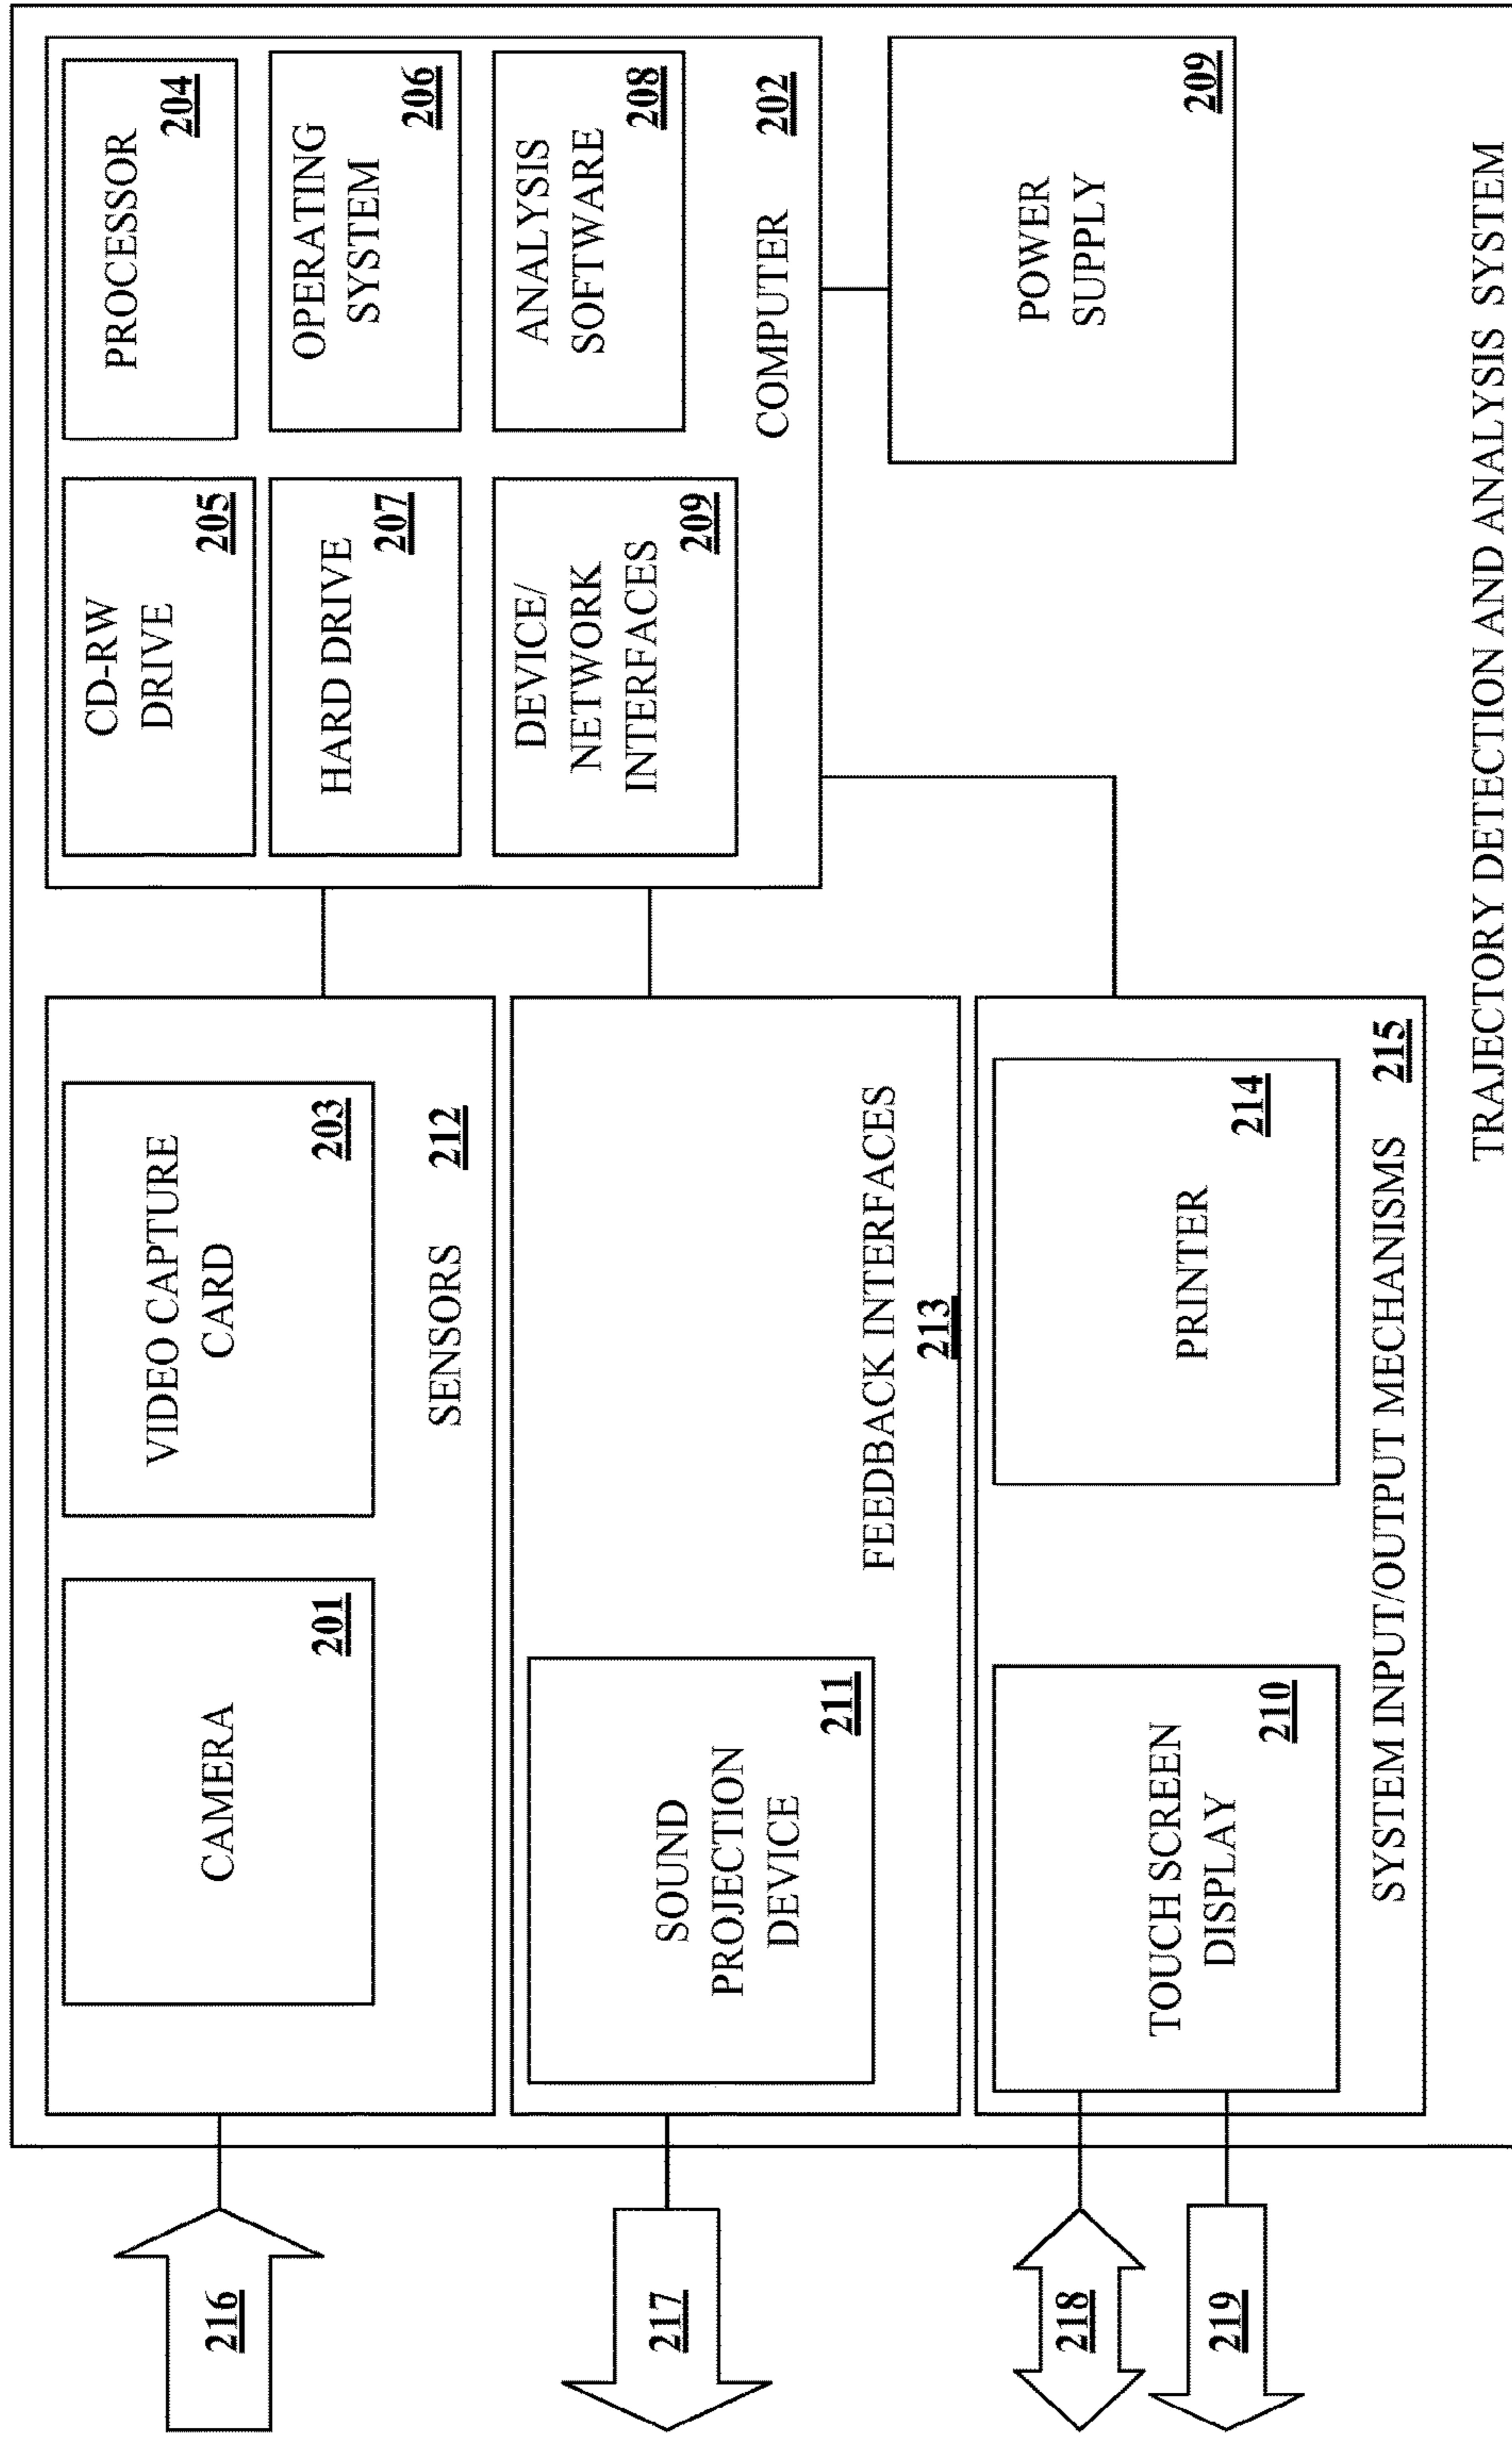 CAMERA
201
VIDEO CAPTURE
CARD
203
SENSORS 212
SOUND
PROJECTION
DEVICE
211
FEEDBACK INTERFACES
213
TOUCH SCREEN
DISPLAY
210
PRINTER
214
SYSTEM INPUT/OUTPUT MECHANISMS 215
CD-RW
DRIVE
205
PROCESSOR
204
HARD DRIVE
207
OPERATING
SYSTEM
206
DEVICE/
NETWORK
INTERFACES
209
ANALYSIS
SOFTWARE
208
COMPUTER 202
POWER
SUPPLY
209
216
217
218
219
TRAJECTORY DETECTION AND ANALYSIS SYSTEM